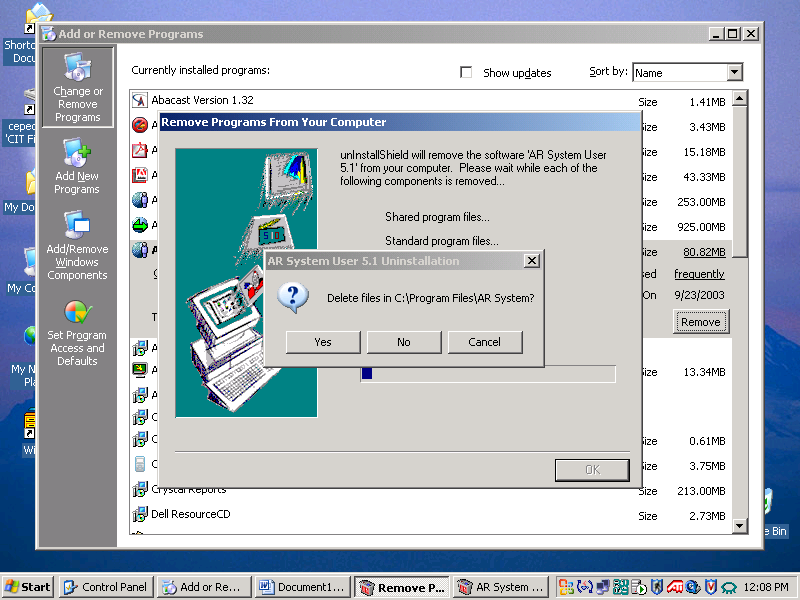 Shorto
Docu
cepec
'CIT Fi
My Do
My Co
My N
Pla
Wi
e Bin
Add or Remove Programs
Change or
Remove
Programs
Add New
Programs
Add/Remove
Windows
Components
Set Program
Access and
Defaults
Currently installed programs:
Show updates
Sort by:
Name
Abacast Version 1.32
Size 1.41MB
A
Size 3.43MB
A
Size 15.18MB
A
Size 43.33MB
A
Size 253.00MB
A
Size 925.00MB
A
Size 80.82MB
sed frequently
On 9/23/2003
Remove
Size 13.34MB
Size 0.61MB
Size 3.75MB
Crystal Reports
Size 213.00MB
Dell ResourceCD
Size 2.73MB
Remove Programs From Your Computer
unInstallShield will remove the software 'AR System User
5.1' from your computer. Please wait while each of the
following components is removed...
Shared program files...
Standard program files...
OK
AR System User 5.1 Uninstallation
Delete files in C:\Program Files\AR System?
Yes
No
Cancel
Start
Control Panel
Add or Re...
Document1...
Remove P...
AR System ...
12:08 PM